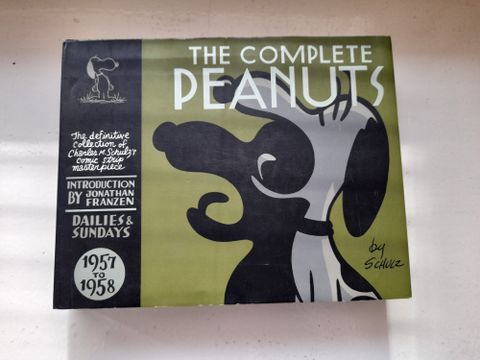 THE COMPLETE
PEANUTS
The definitive
collection of
Charles M. Schulz's
comic strip
masterpiece
INTRODUCTION
BY JONATHAN
FRANZEN
DAILIES &
SUNDAYS
1957
TO
1958
by
SCHULZ